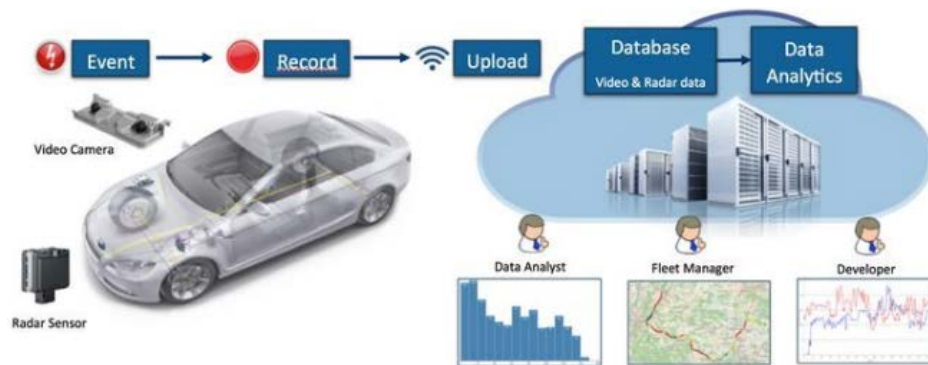 Event
Record
Upload
Database
Video & Radar data
Data
Analytics
Video Camera
Radar Sensor
Data Analyst
Fleet Manager
Developer